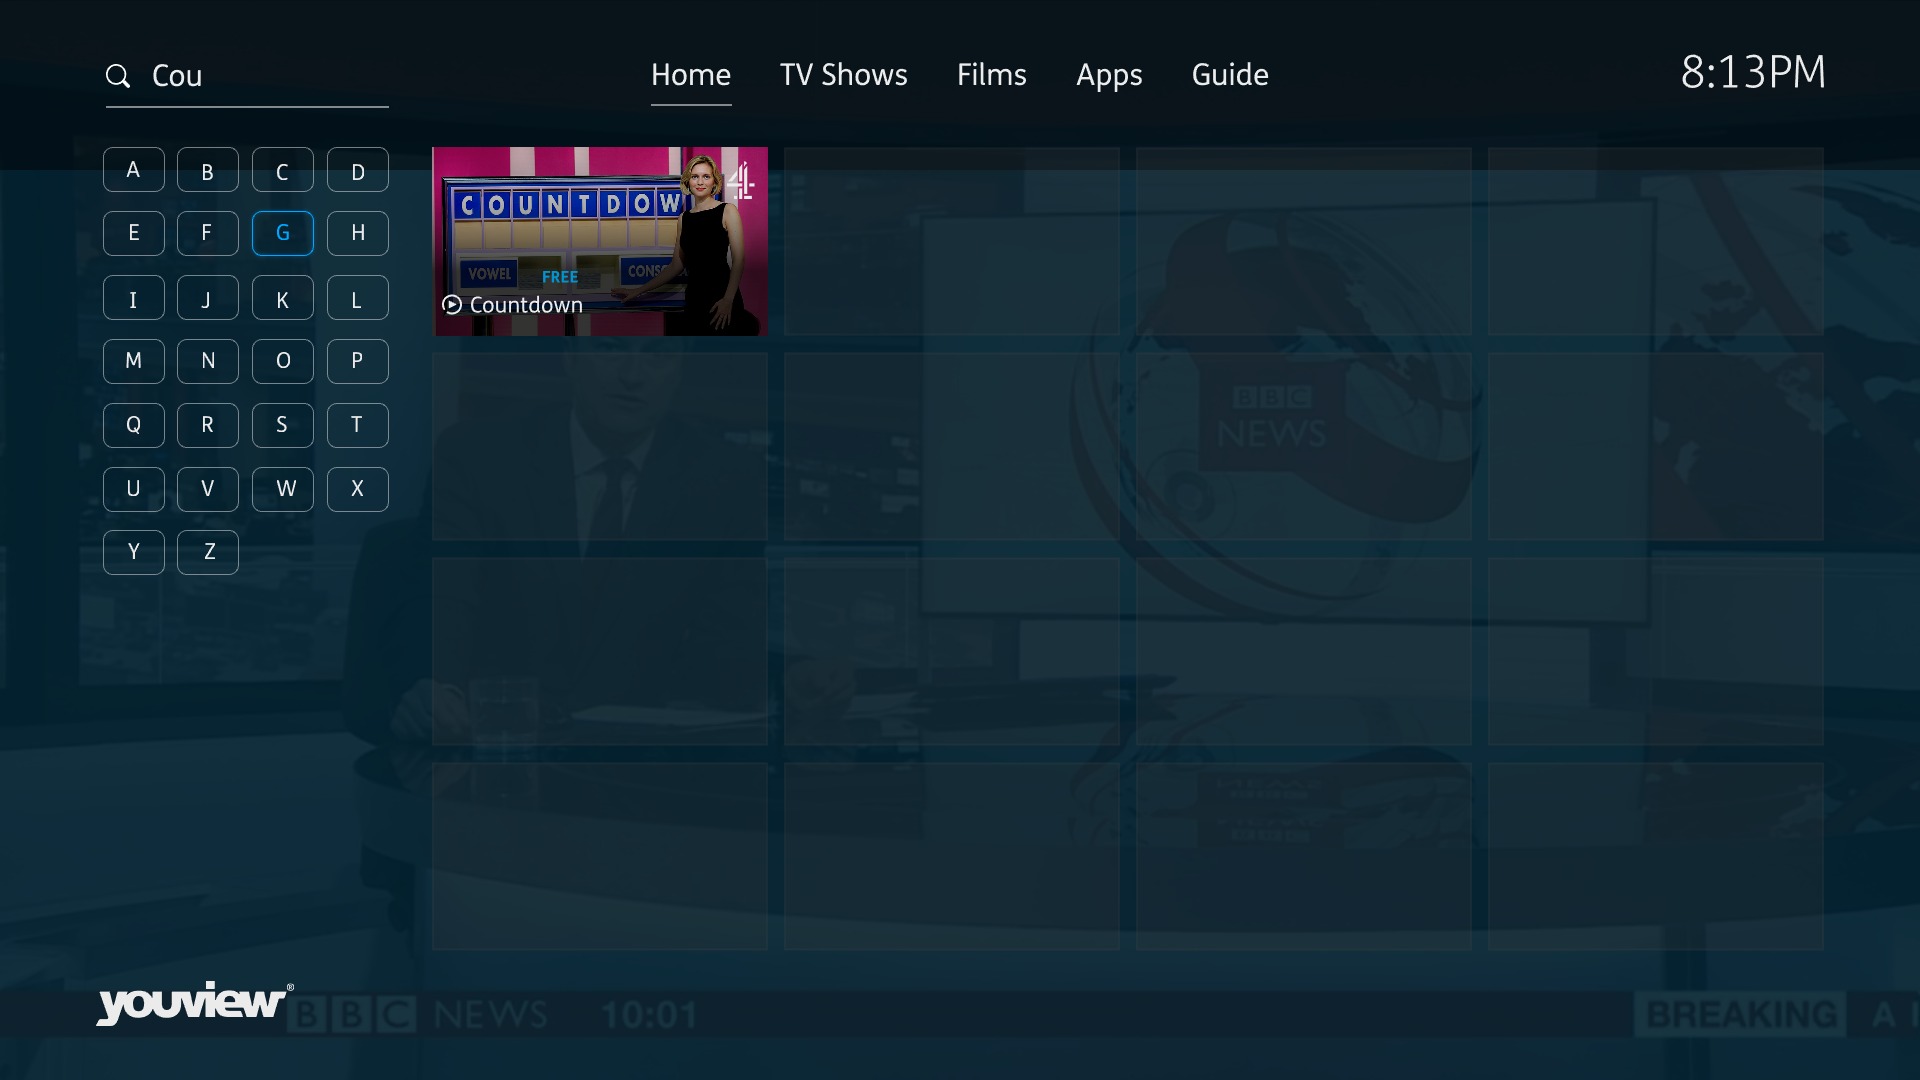 Cou
Home TV Shows Films Apps Guide
8:13PM
A B C D
E F G H
I J K L
M N O P
Q R S T
U V W X
Y Z
COUNTDOW
VOWEL
FREE
Countdown
4
BBC
NEWS
youview®
BBC NEWS 10:01
BREAKING A